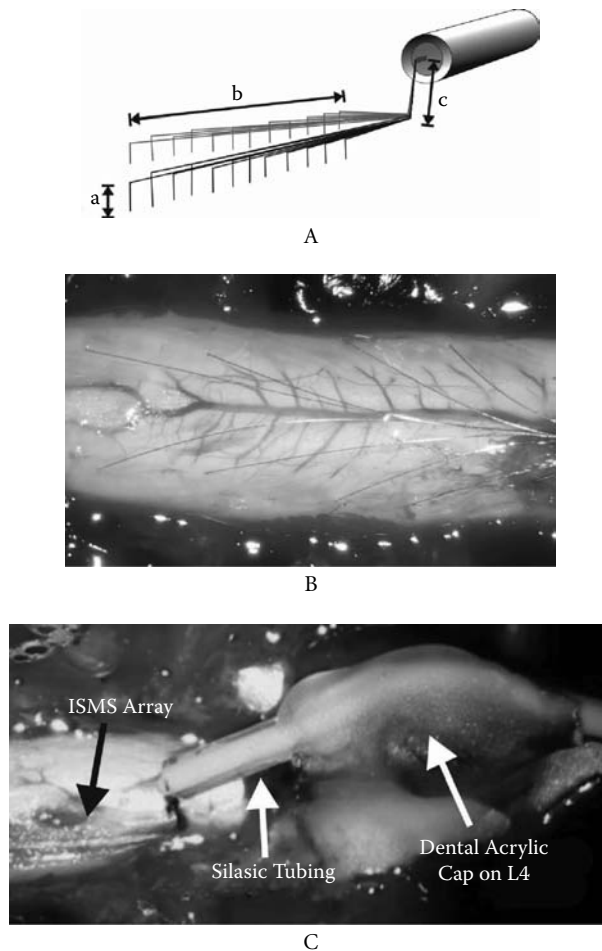 b
c
a
A
B
ISMS Array
Silasic Tubing
Dental Acrylic
Cap on L4
C